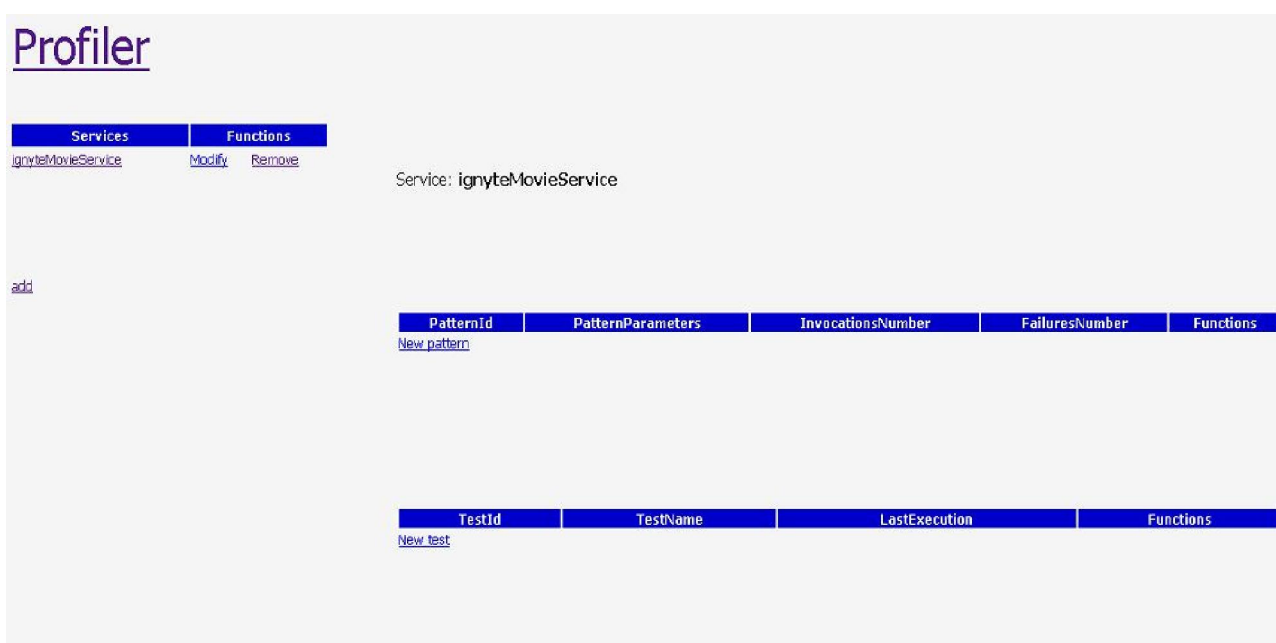 Profiler
Services Functions
ignyteMovieService Modify Remove
Service: ignyteMovieService
add
PatternId PatternParameters InvocationsNumber FailuresNumber Functions
New pattern
TestId TestName LastExecution Functions
New test